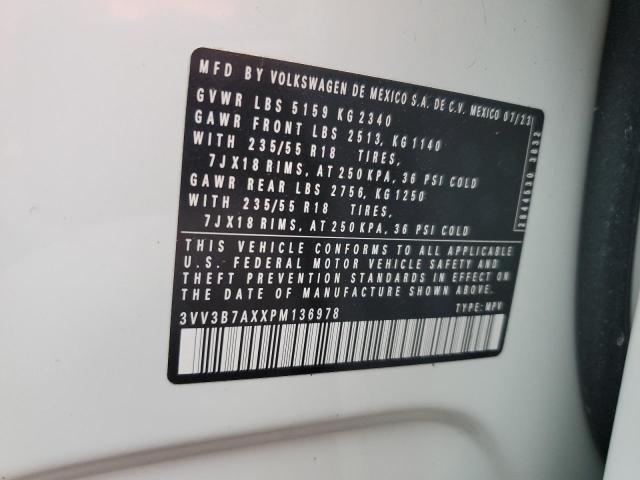 MFD BY VOLKSWAGEN DE MEXICO S.A. DE C.V. MEXICO 07/23
GVWR LBS 5159 KG 2340
GAWR FRONT LBS 2513, KG 1140
WITH 235/55 R18 TIRES,
7JX18 RIMS, AT 250 KPA, 36 PSI COLD
GAWR REAR LBS 2756, KG 1250
WITH 235/55 R18 TIRES,
7JX18 RIMS, AT 250 KPA, 36 PSI COLD
THIS VEHICLE CONFORMS TO ALL APPLICABLE
U.S. FEDERAL MOTOR VEHICLE SAFETY AND
THEFT PREVENTION STANDARDS IN EFFECT ON
THE DATE OF MANUFACTURE SHOWN ABOVE.
3VV3B7AXXPM136978 TYPE: MPV